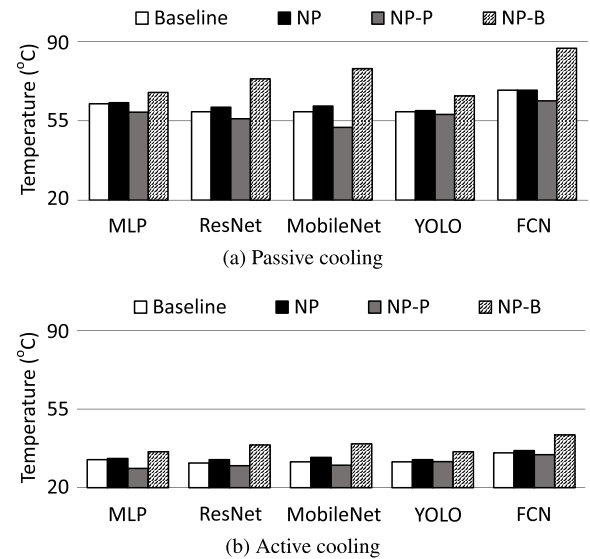 Baseline NP NP-P NP-B
Temperature (°C)
90
55
20
MLP ResNet MobileNet YOLO FCN
(a) Passive cooling
Baseline NP NP-P NP-B
Temperature (°C)
90
55
20
MLP ResNet MobileNet YOLO FCN
(b) Active cooling